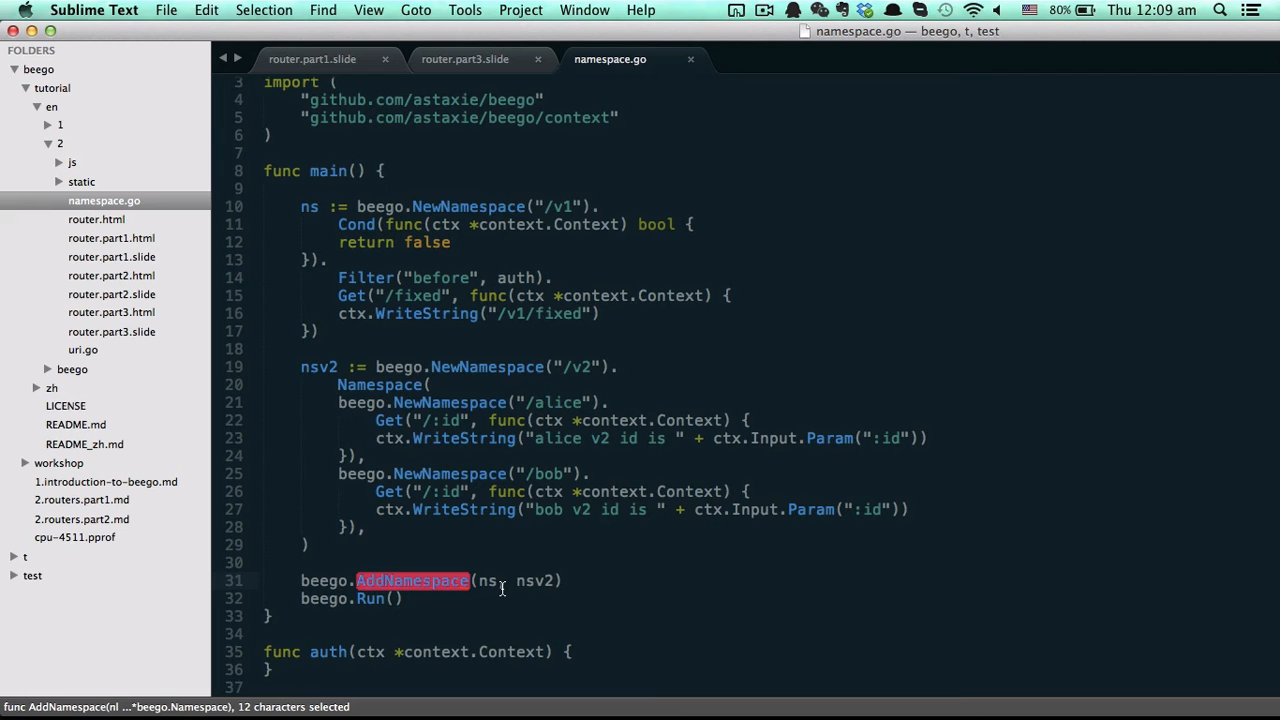 Sublime Text File Edit Selection Find View Goto Tools Project Window Help 80% Thu 12:09 am
namespace.go — beego, t, test
FOLDERS
beego
tutorial
en
1
2
js
static
namespace.go
router.html
router.part1.html
router.part1.slide
router.part2.html
router.part2.slide
router.part3.html
router.part3.slide
uri.go
beego
zh
LICENSE
README.md
README_zh.md
workshop
1.introduction-to-beego.md
2.routers.part1.md
2.routers.part2.md
cpu-4511.pprof
t
test
router.part1.slide router.part3.slide namespace.go
3 import (
4 "github.com/astaxie/beego"
5 "github.com/astaxie/beego/context"
6 )
7
8 func main() {
9
10 ns := beego.NewNamespace("/v1").
11 Cond(func(ctx *context.Context) bool {
12 return false
13 }).
14 Filter("before", auth).
15 Get("/fixed", func(ctx *context.Context) {
16 ctx.WriteString("/v1/fixed")
17 })
18
19 nsv2 := beego.NewNamespace("/v2").
20 Namespace(
21 beego.NewNamespace("/alice").
22 Get("/:id", func(ctx *context.Context) {
23 ctx.WriteString("alice v2 id is " + ctx.Input.Param(":id"))
24 }),
25 beego.NewNamespace("/bob").
26 Get("/:id", func(ctx *context.Context) {
27 ctx.WriteString("bob v2 id is " + ctx.Input.Param(":id"))
28 }),
29 )
30
31 beego.AddNamespace(ns, nsv2)
32 beego.Run()
33 }
34
35 func auth(ctx *context.Context) {
36 }
37
func AddNamespace(nl ...*beego.Namespace), 12 characters selected